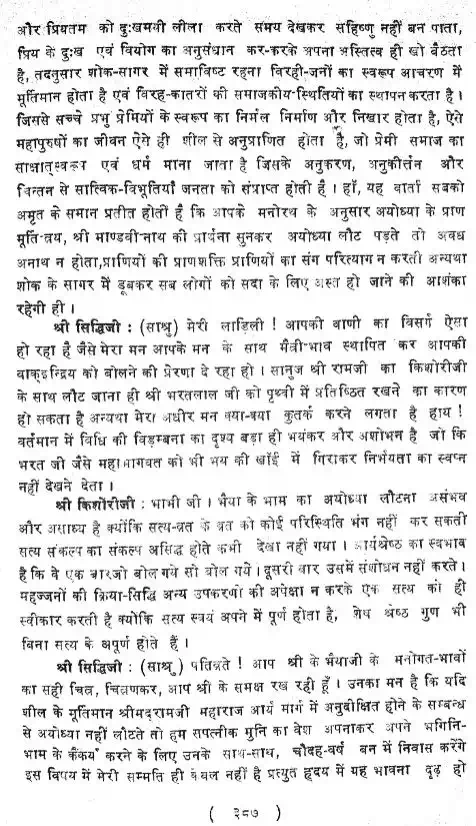 और प्रियतम को दुःखमयी लीला करते समय देखकर सहिष्णु नहीं बन पाता,
प्रिय के दुःख एवं वियोग का अनुसंधान कर-करके अपना अस्तित्व ही खो बैठता
है, तदनुसार शोक-सागर में समाविष्ट रहना विरही-जनों का स्वरूप आचरण में
मूर्तिमान होता है एवं विरह-कातरों की समाजकीय-स्थितियों का स्थापन करता है।
जिससे सच्चे प्रभु प्रेमियों के स्वरूप का निर्मल निर्माण और निखार होता है, ऐसे
महापुरुषों का जीवन ऐसे ही शील से अनुप्राणित होता है, जो प्रेमी समाज का
साक्षात्स्वरूप एवं धर्म माना जाता है जिसके अनुकरण, अनुकीर्तन और
चिन्तन से सात्विक-विभूतियाँ जनता को संप्राप्त होती हैं। हाँ, यह वार्ता सबको
अमृत के समान प्रतीत होती है कि आपके मनोरथ के अनुसार अयोध्या के प्राण
मूर्ति-त्रय, श्री माण्डवी नाथ की प्रार्थना सुनकर अयोध्या लौट पड़ते तो अवध
अनाथ न होता,प्राणियों की प्राणशक्ति प्राणियों का संग परित्याग न करती अन्यथा
शोक के सागर में डूबकर सब लोगों को सदा के लिए अस्त हो जाने की आशंका
रहेगी ही।
श्री सिद्धिजी : (साश्रु) मेरी लाड़िली ! आपकी वाणी का विसर्ग ऐसा
हो रहा है जैसे मेरा मन आपके मन के साथ मैत्री-भाव स्थापित कर आपकी
वाकइन्द्रिय को बोलने की प्रेरणा दे रहा हो। सानुज श्री रामजी का किशोरीजी
के साथ लौट जाना ही श्री भरतलाल जी को पृथ्वी में प्रतिष्ठित रखने का कारण
हो सकता है अन्यथा मेरा अधीर मन क्या-क्या कुतर्क करने लगता है हाय !
वर्तमान में विधि की विडम्बना का दृश्य बड़ा ही भयंकर और अशोभन है जो कि
भरत जी जैसे महाभागवत को भी भय की खाँई में गिराकर निर्भयता का स्वप्न
नहीं देखने देता।
श्री किशोरीजी : भाभी जी। भैया के भाम का अयोध्या लौटना असंभव
और असाध्य है क्योंकि सत्य-व्रत के व्रत को कोई परिस्थिति भंग नहीं कर सकती
सत्य संकल्प का संकल्प असिद्ध होते कभी देखा नहीं गया। आर्यश्रेष्ठ का स्वभाव
है कि वे एक बारजो बोल गये सो बोल गये। दूसरी बार उसमें संशोधन नहीं करते।
महज्जनों की क्रिया-सिद्धि अन्य उपकरणों की अपेक्षा न करके एक सत्य को ही
स्वीकार करती है क्योंकि सत्य स्वयं अपने में पूर्ण होता है, शेष श्रेष्ठ गुण भी
बिना सत्य के अपूर्ण होते हैं।
श्री सिद्धिजी : (साश्रु) पतिव्रते ! आप श्री के भैयाजी के मनोगत-भावों
का सही चित्र, चित्रणकर, आप श्री के समक्ष रख रही हूँ। उनका मन है कि यदि
शील के मूर्तिमान श्रीमद्रामजी महाराज आर्य मार्ग में अनुबोधित होने के सम्बन्ध
से अयोध्या नहीं लौटते तो हम सपत्नीक मुनि का वेश अपनाकर अपने भगिनि-
भाम के कैंकर्य करने के लिए उनके साथ-साथ, चौदह-वर्ष वन में निवास करेंगे
इस विषय में मेरी सम्मति ही केवल नहीं है प्रत्युत हृदय में यह भावना दृढ़ हो
( ३८७ )